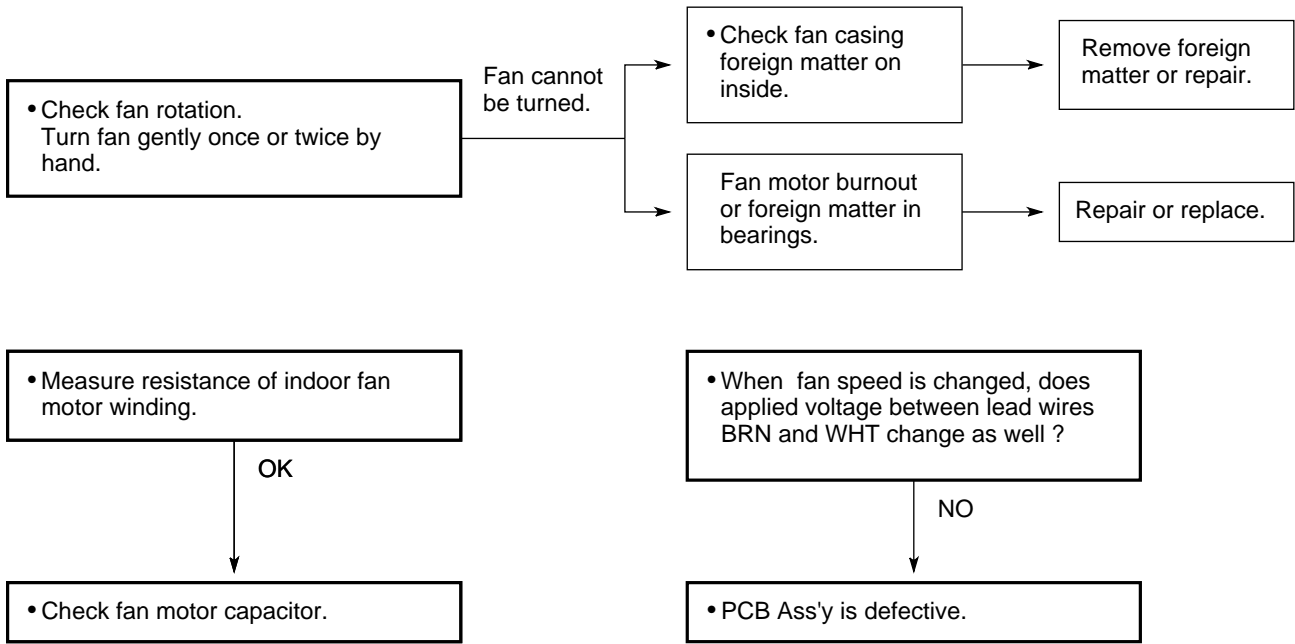 • Check fan rotation.
Turn fan gently once or twice by
hand.
Fan cannot
be turned.
• Check fan casing
foreign matter on
inside.
Remove foreign
matter or repair.
Fan motor burnout
or foreign matter in
bearings.
Repair or replace.
• Measure resistance of indoor fan
motor winding.
OK
• Check fan motor capacitor.
• When fan speed is changed, does
applied voltage between lead wires
BRN and WHT change as well ?
NO
• PCB Ass'y is defective.